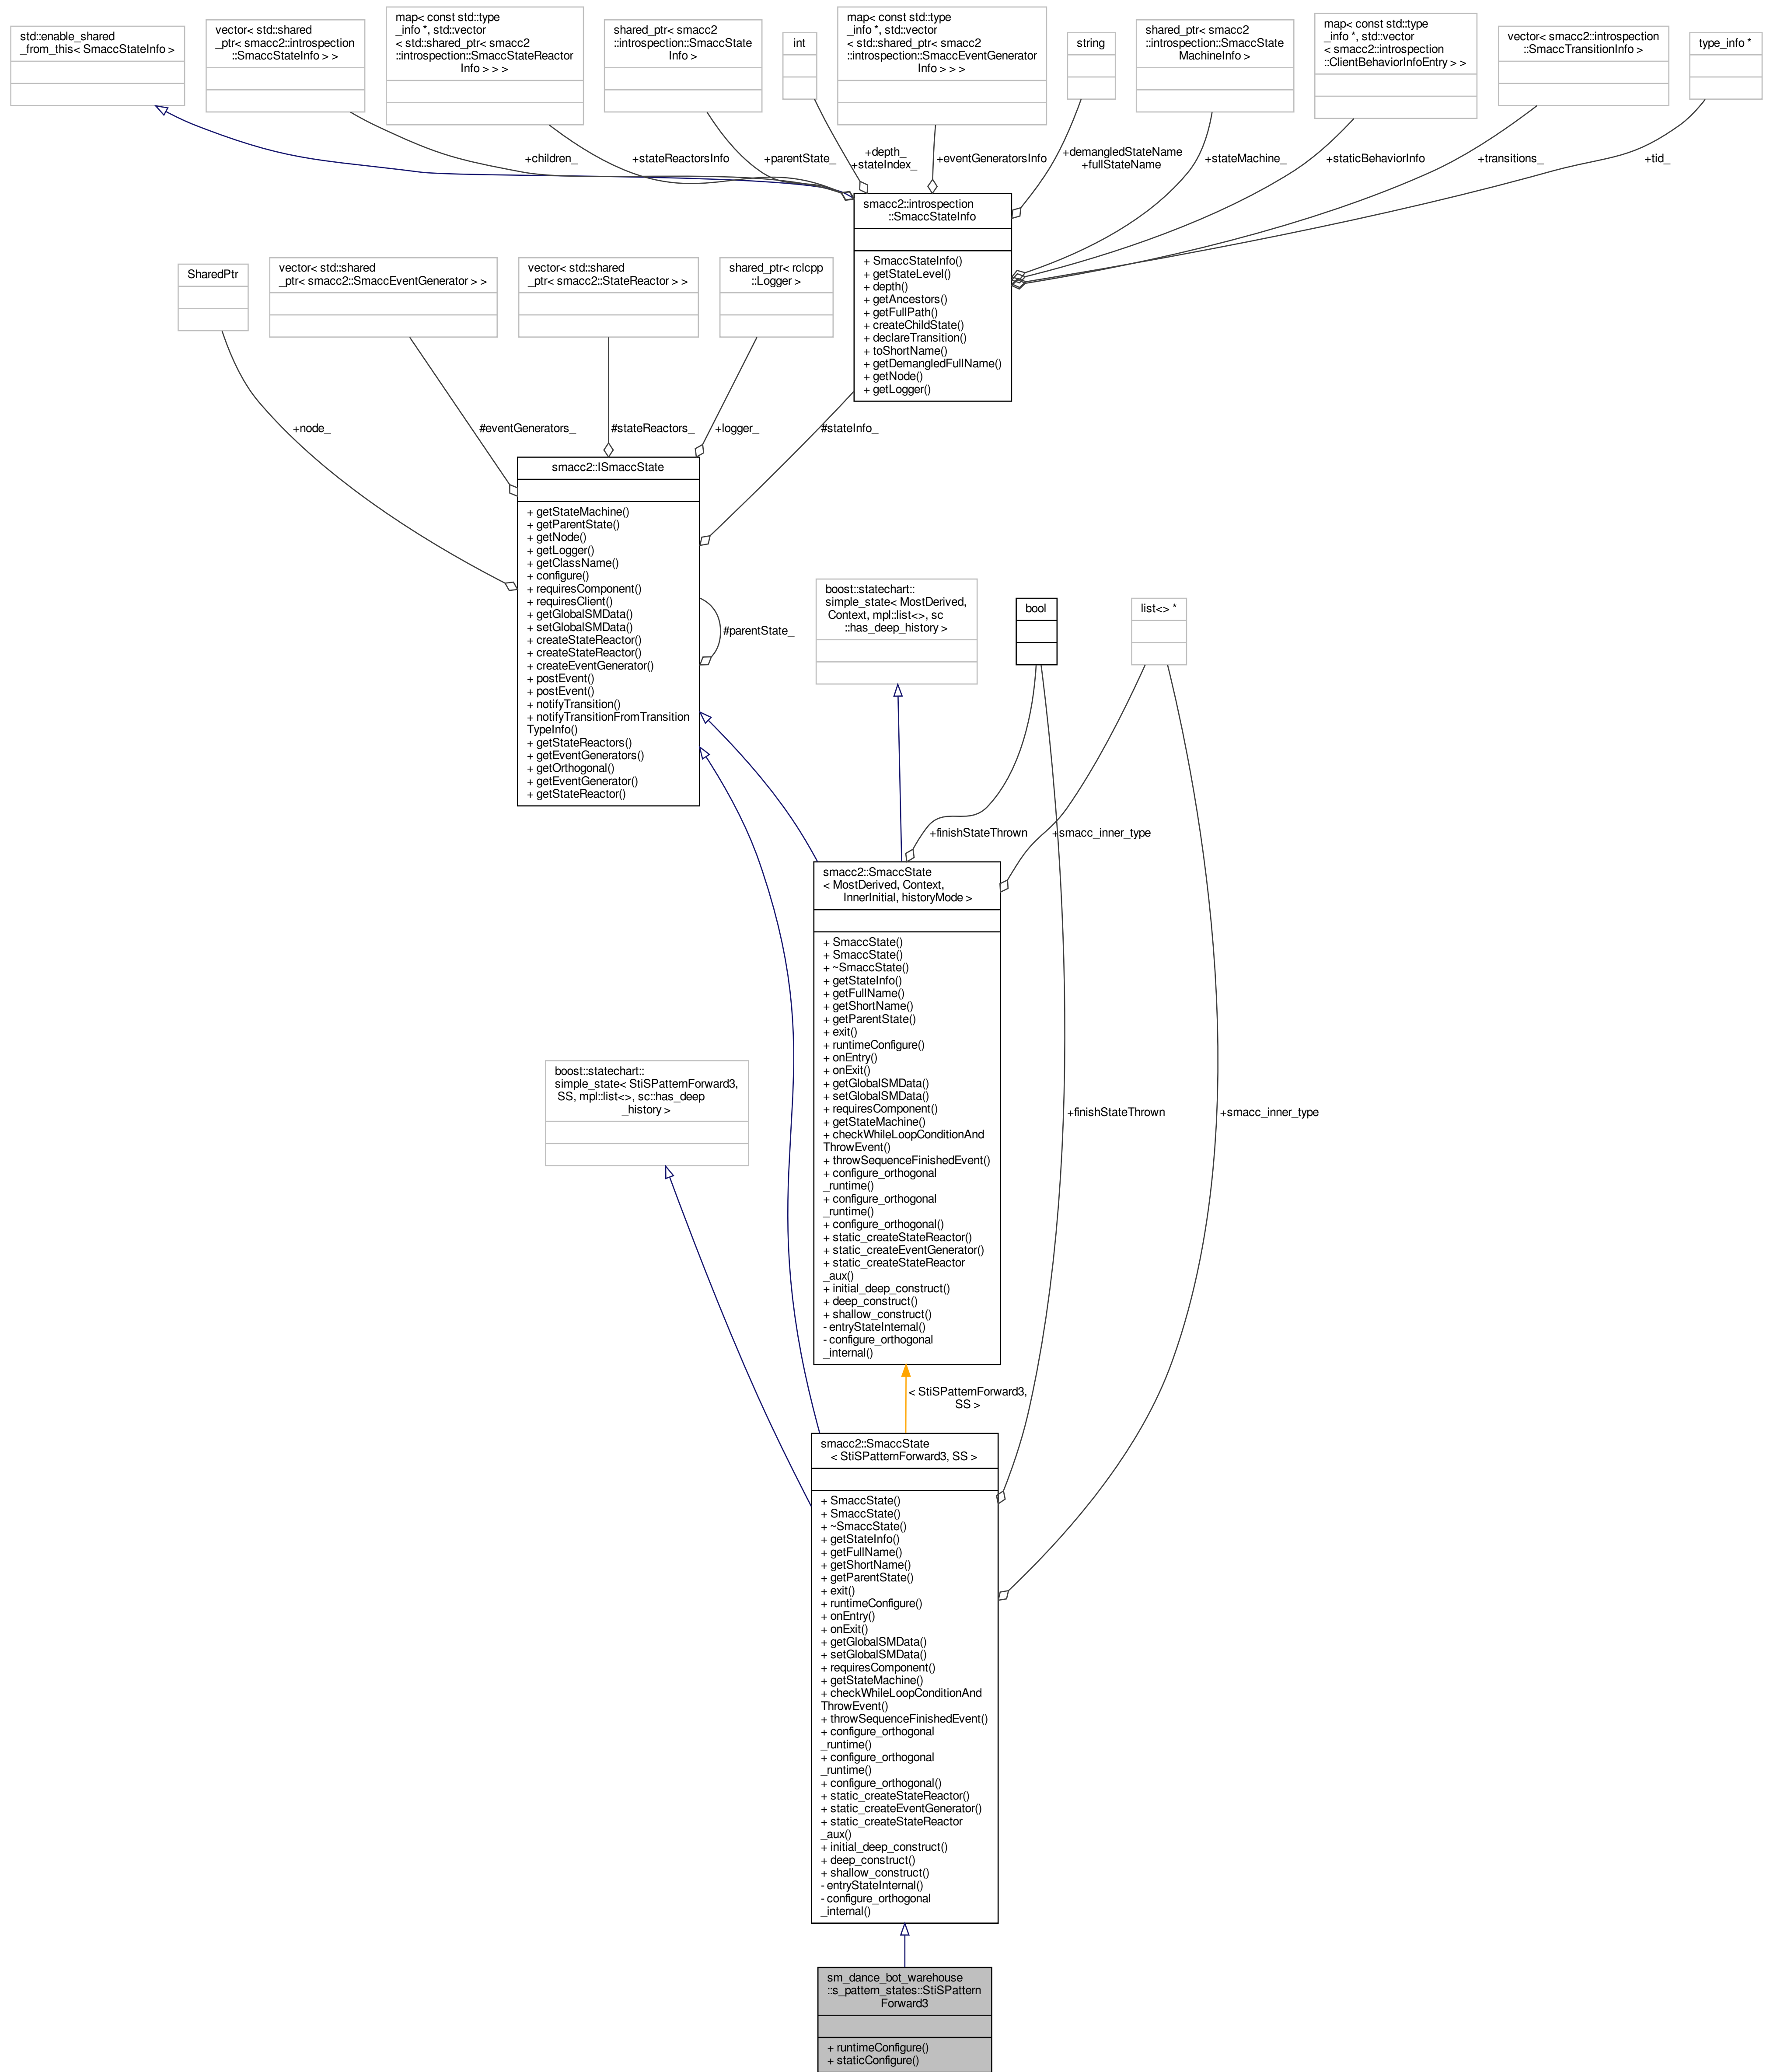 std::enable_shared
_from_this< SmaccStateInfo >
vector< std::shared
_ptr< smacc2::introspection
::SmaccStateInfo > >
map< const std::type
_info *, std::vector
< std::shared_ptr< smacc2
::introspection::SmaccStateReactor
Info > > >
shared_ptr< smacc2
::introspection::SmaccState
Info >
int
map< const std::type
_info *, std::vector
< std::shared_ptr< smacc2
::introspection::SmaccEventGenerator
Info > > >
string
shared_ptr< smacc2
::introspection::SmaccState
MachineInfo >
map< const std::type
_info *, std::vector
< smacc2::introspection
::ClientBehaviorInfoEntry > >
vector< smacc2::introspection
::SmaccTransitionInfo >
type_info *
+children_
+stateReactorsInfo
+parentState_
+depth_
+stateIndex_
+eventGeneratorsInfo
+demangledStateName
+fullStateName
+stateMachine_
+staticBehaviorInfo
+transitions_
+tid_
smacc2::introspection
::SmaccStateInfo
+ SmaccStateInfo()
+ getStateLevel()
+ depth()
+ getAncestors()
+ getFullPath()
+ createChildState()
+ declareTransition()
+ toShortName()
+ getDemangledFullName()
+ getNode()
+ getLogger()
SharedPtr
vector< std::shared
_ptr< smacc2::SmaccEventGenerator > >
vector< std::shared
_ptr< smacc2::StateReactor > >
shared_ptr< rclcpp
::Logger >
+node_
#eventGenerators_
#stateReactors_
+logger_
#stateInfo_
smacc2::ISmaccState
+ getStateMachine()
+ getParentState()
+ getNode()
+ getLogger()
+ getClassName()
+ configure()
+ requiresComponent()
+ requiresClient()
+ getGlobalSMData()
+ setGlobalSMData()
+ createStateReactor()
+ createStateReactor()
+ createEventGenerator()
+ postEvent()
+ postEvent()
+ notifyTransition()
+ notifyTransitionFromTransition
TypeInfo()
+ getStateReactors()
+ getEventGenerators()
+ getOrthogonal()
+ getEventGenerator()
+ getStateReactor()
#parentState_
boost::statechart::
simple_state< MostDerived,
Context, mpl::list<>, sc
::has_deep_history >
bool
list<> *
+finishStateThrown
+smacc_inner_type
smacc2::SmaccState
< MostDerived, Context,
InnerInitial, historyMode >
+ SmaccState()
+ SmaccState()
+ ~SmaccState()
+ getStateInfo()
+ getFullName()
+ getShortName()
+ getParentState()
+ exit()
+ runtimeConfigure()
+ onEntry()
+ onExit()
+ getGlobalSMData()
+ setGlobalSMData()
+ requiresComponent()
+ getStateMachine()
+ checkWhileLoopConditionAnd
ThrowEvent()
+ throwSequenceFinishedEvent()
+ configure_orthogonal
_runtime()
+ configure_orthogonal
_runtime()
+ configure_orthogonal()
+ static_createStateReactor()
+ static_createEventGenerator()
+ static_createStateReactor
_aux()
+ initial_deep_construct()
+ deep_construct()
+ shallow_construct()
- entryStateInternal()
- configure_orthogonal
_internal()
boost::statechart::
simple_state< StiSPatternForward3,
SS, mpl::list<>, sc::has_deep
_history >
+finishStateThrown
+smacc_inner_type
< StiSPatternForward3,
SS >
smacc2::SmaccState
< StiSPatternForward3, SS >
+ SmaccState()
+ SmaccState()
+ ~SmaccState()
+ getStateInfo()
+ getFullName()
+ getShortName()
+ getParentState()
+ exit()
+ runtimeConfigure()
+ onEntry()
+ onExit()
+ getGlobalSMData()
+ setGlobalSMData()
+ requiresComponent()
+ getStateMachine()
+ checkWhileLoopConditionAnd
ThrowEvent()
+ throwSequenceFinishedEvent()
+ configure_orthogonal
_runtime()
+ configure_orthogonal
_runtime()
+ configure_orthogonal()
+ static_createStateReactor()
+ static_createEventGenerator()
+ static_createStateReactor
_aux()
+ initial_deep_construct()
+ deep_construct()
+ shallow_construct()
- entryStateInternal()
- configure_orthogonal
_internal()
sm_dance_bot_warehouse
::s_pattern_states::StiSPattern
Forward3
+ runtimeConfigure()
+ staticConfigure()